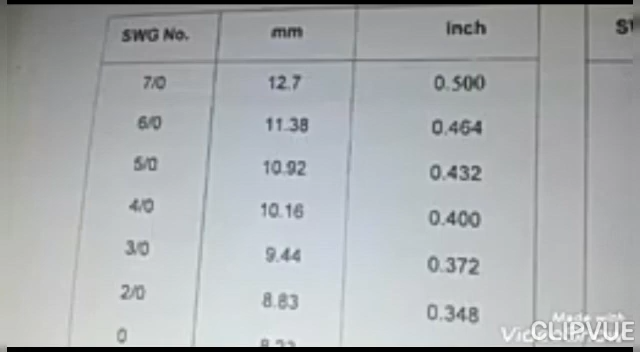 SWG No. mm Inch
7/0 12.7 0.500
6/0 11.38 0.464
5/0 10.92 0.432
4/0 10.16 0.400
3/0 9.44 0.372
2/0 8.83 0.348
0
Made with
CLIPVUE